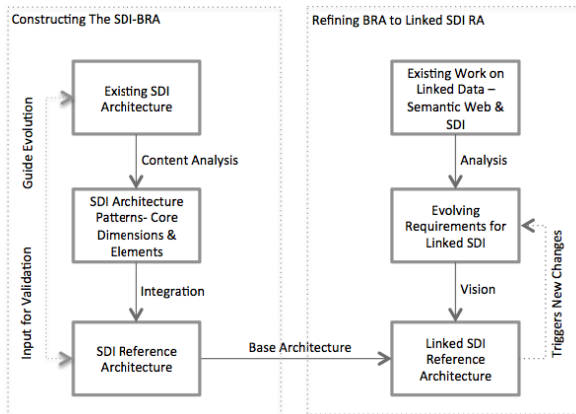 Constructing The SDI-BRA
Existing SDI
Architecture
Guide Evolution
Content Analysis
SDI Architecture
Patterns- Core
Dimensions &
Elements
Input for Validation
Integration
SDI Reference
Architecture
Base Architecture
Refining BRA to Linked SDI RA
Existing Work on
Linked Data –
Semantic Web &
SDI
Analysis
Evolving
Requirements for
Linked SDI
Vision
Linked SDI
Reference
Architecture
Triggers New Changes